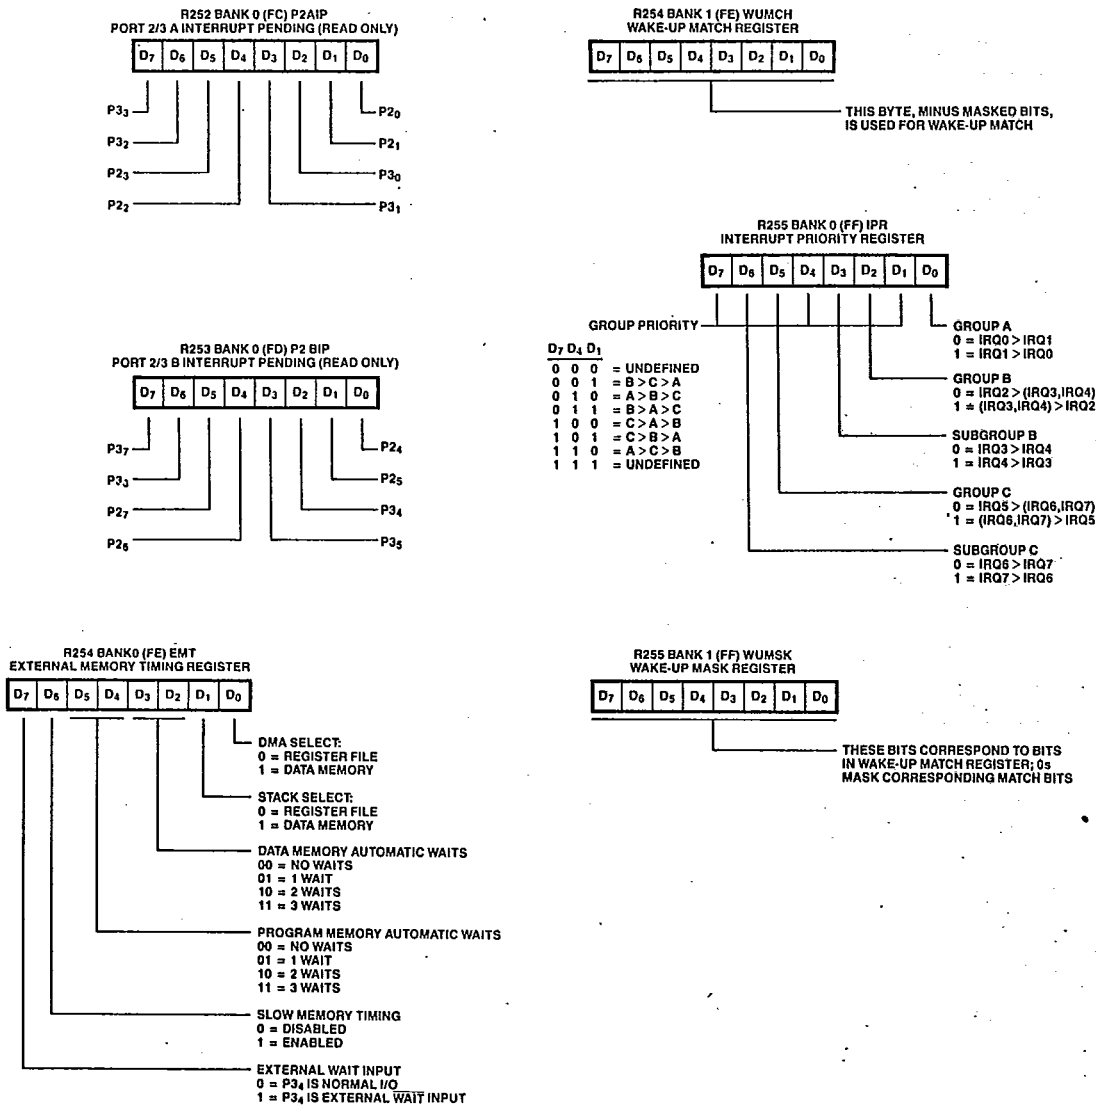 R252 BANK 0 (FC) P2AIP
PORT 2/3 A INTERRUPT PENDING (READ ONLY)
D7 D6 D5 D4 D3 D2 D1 D0
P33
P32
P23
P22
P20
P21
P30
P31
R253 BANK 0 (FD) P2 BIP
PORT 2/3 B INTERRUPT PENDING (READ ONLY)
D7 D6 D5 D4 D3 D2 D1 D0
P37
P33
P27
P26
P24
P25
P34
P35
R254 BANK0 (FE) EMT
EXTERNAL MEMORY TIMING REGISTER
D7 D6 D5 D4 D3 D2 D1 D0
DMA SELECT:
0 = REGISTER FILE
1 = DATA MEMORY
STACK SELECT:
0 = REGISTER FILE
1 = DATA MEMORY
DATA MEMORY AUTOMATIC WAITS
00 = NO WAITS
01 = 1 WAIT
10 = 2 WAITS
11 = 3 WAITS
PROGRAM MEMORY AUTOMATIC WAITS
00 = NO WAITS
01 = 1 WAIT
10 = 2 WAITS
11 = 3 WAITS
SLOW MEMORY TIMING
0 = DISABLED
1 = ENABLED
EXTERNAL WAIT INPUT
0 = P34 IS NORMAL I/O
1 = P34 IS EXTERNAL WAIT INPUT
R254 BANK 1 (FE) WUMCH
WAKE-UP MATCH REGISTER
D7 D6 D5 D4 D3 D2 D1 D0
THIS BYTE, MINUS MASKED BITS,
IS USED FOR WAKE-UP MATCH
R255 BANK 0 (FF) IPR
INTERRUPT PRIORITY REGISTER
D7 D6 D5 D4 D3 D2 D1 D0
GROUP PRIORITY
D7 D4 D1
0 0 0 = UNDEFINED
0 0 1 = B > C > A
0 1 0 = A > B > C
0 1 1 = B > A > C
1 0 0 = C > A > B
1 0 1 = C > B > A
1 1 0 = A > C > B
1 1 1 = UNDEFINED
GROUP A
0 = IRQ0 > IRQ1
1 = IRQ1 > IRQ0
GROUP B
0 = IRQ2 > (IRQ3,IRQ4)
1 = (IRQ3,IRQ4) > IRQ2
SUBGROUP B
0 = IRQ3 > IRQ4
1 = IRQ4 > IRQ3
GROUP C
0 = IRQ5 > (IRQ6,IRQ7)
1 = (IRQ6,IRQ7) > IRQ5
SUBGROUP C
0 = IRQ6 > IRQ7
1 = IRQ7 > IRQ6
R255 BANK 1 (FF) WUMSK
WAKE-UP MASK REGISTER
D7 D6 D5 D4 D3 D2 D1 D0
THESE BITS CORRESPOND TO BITS
IN WAKE-UP MATCH REGISTER; 0s
MASK CORRESPONDING MATCH BITS